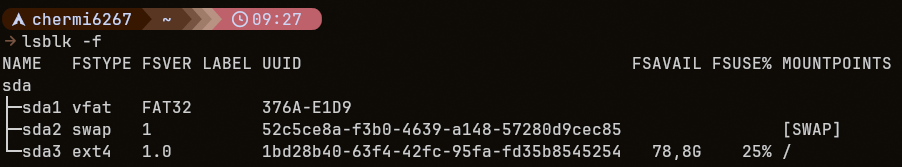 chermi6267 ~ 09:27
→ lsblk -f
NAME FSTYPE FSVER LABEL UUID FSAVAIL FSUSE% MOUNTPOINTS
sda
├─sda1 vfat FAT32 376A-E1D9
├─sda2 swap 1 52c5ce8a-f3b0-4639-a148-57280d9cec85 [SWAP]
└─sda3 ext4 1.0 1bd28b40-63f4-42fc-95fa-fd35b8545254 78,8G 25% /